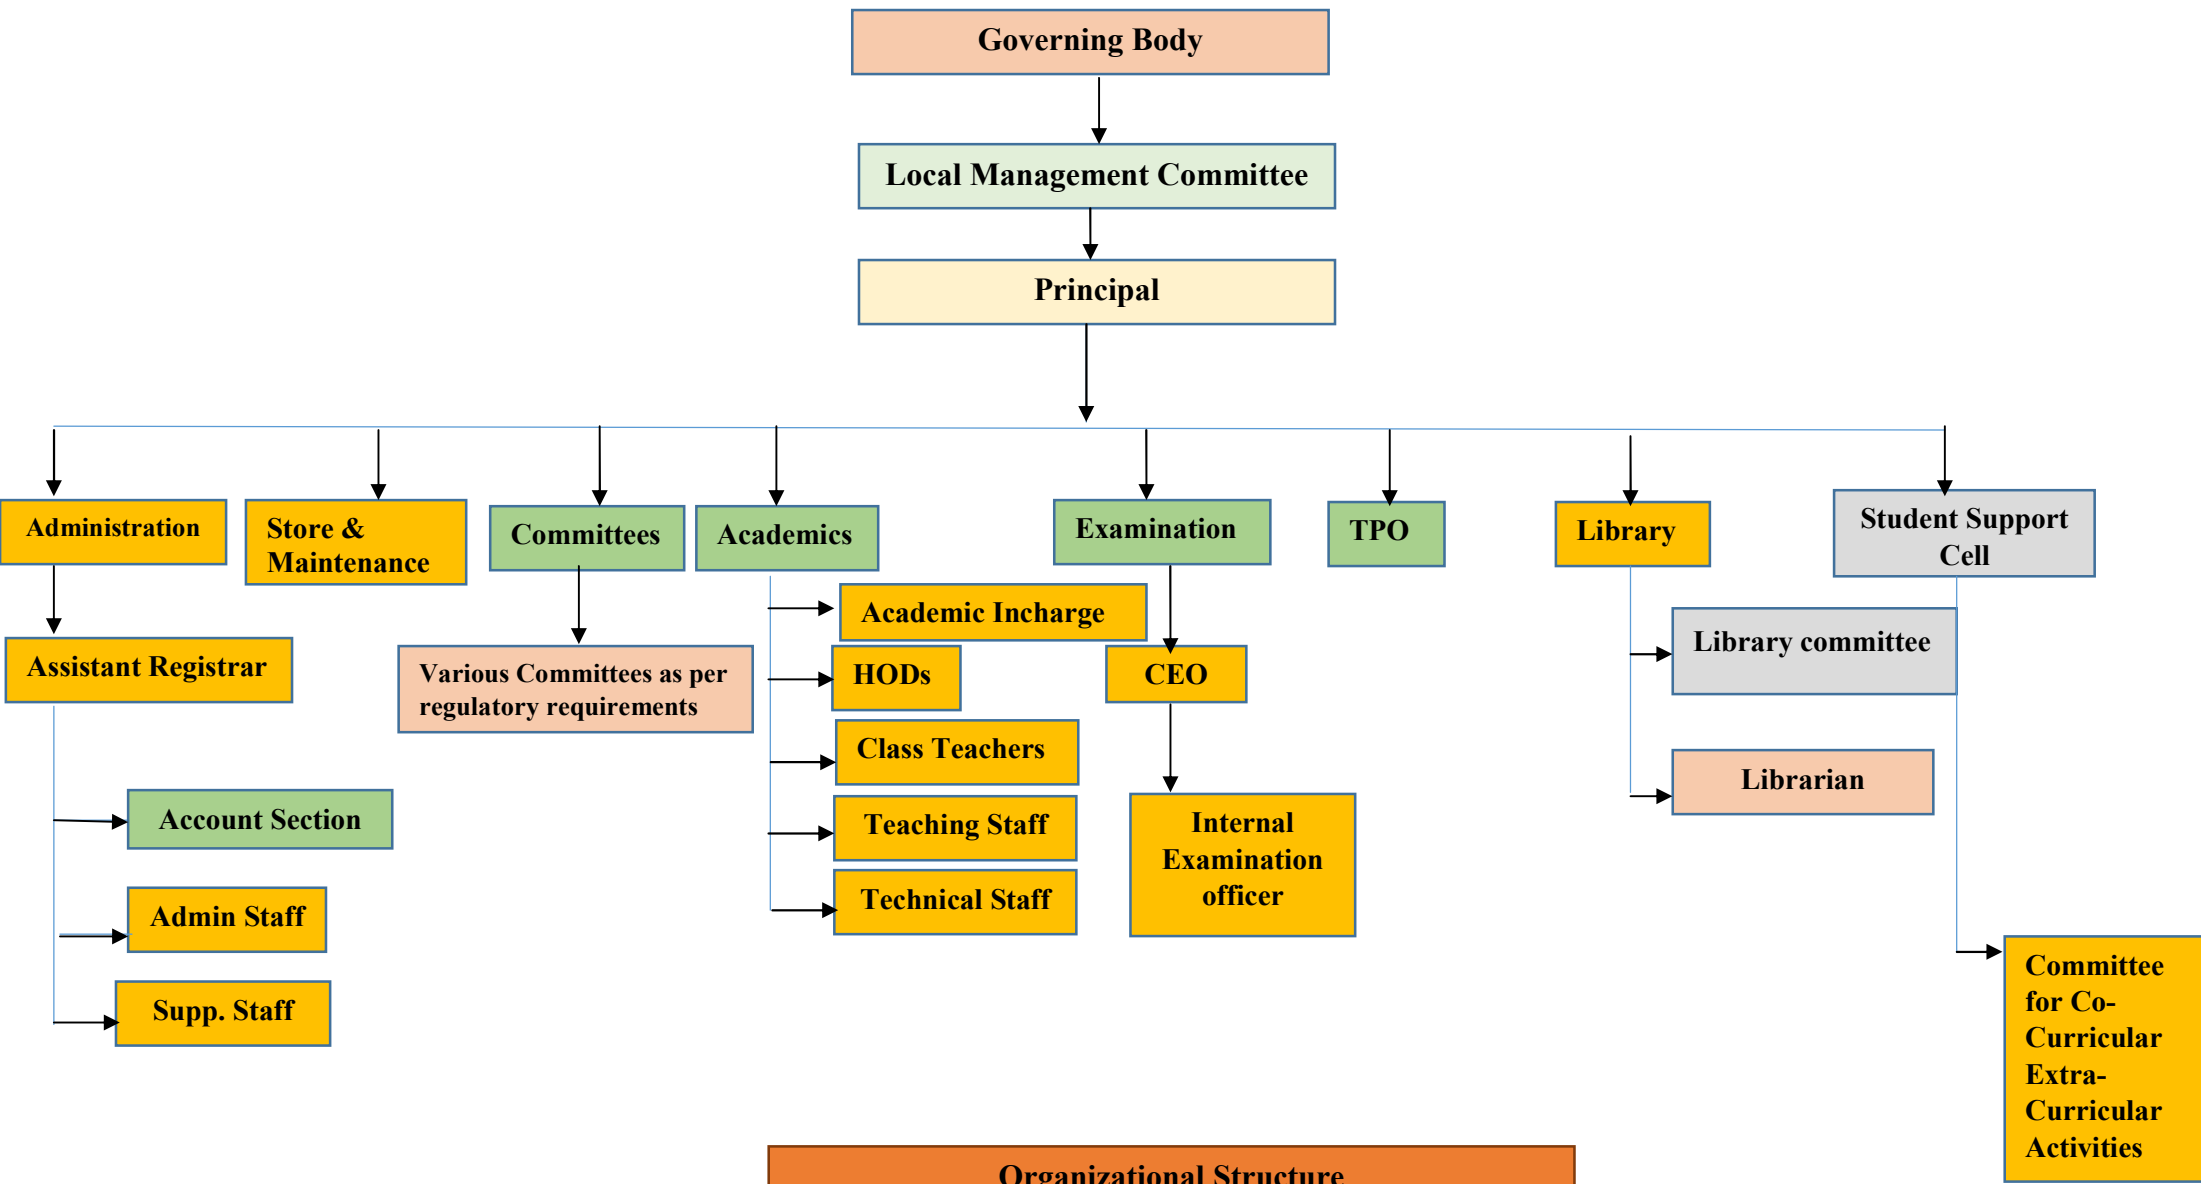 Governing Body
Local Management Committee
Principal
Administration
Store &
Maintenance
Committees
Academics
Examination
TPO
Library
Student Support
Cell
Assistant Registrar
Various Committees as per
regulatory requirements
Academic Incharge
HODs
Class Teachers
Teaching Staff
Technical Staff
CEO
Internal
Examination
officer
Library committee
Librarian
Account Section
Admin Staff
Supp. Staff
Committee
for Co-
Curricular
Extra-
Curricular
Activities
Organizational Structure